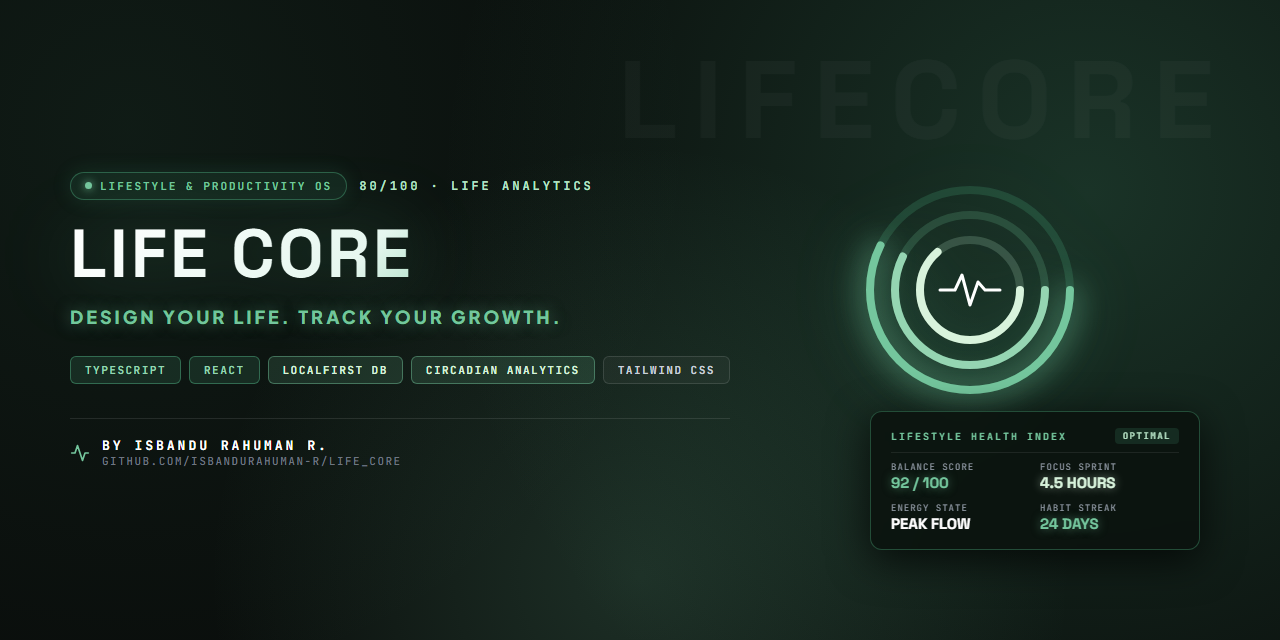 LIFECORE
LIFESTYLE & PRODUCTIVITY OS
80/100 · LIFE ANALYTICS
LIFE CORE
DESIGN YOUR LIFE. TRACK YOUR GROWTH.
TYPESCRIPT
REACT
LOCALFIRST DB
CIRCADIAN ANALYTICS
TAILWIND CSS
BY ISBANDU RAHUMAN R.
GITHUB.COM/ISBANDURAHUMAN-R/LIFE_CORE
LIFESTYLE HEALTH INDEX
OPTIMAL
BALANCE SCORE
92 / 100
FOCUS SPRINT
4.5 HOURS
ENERGY STATE
PEAK FLOW
HABIT STREAK
24 DAYS